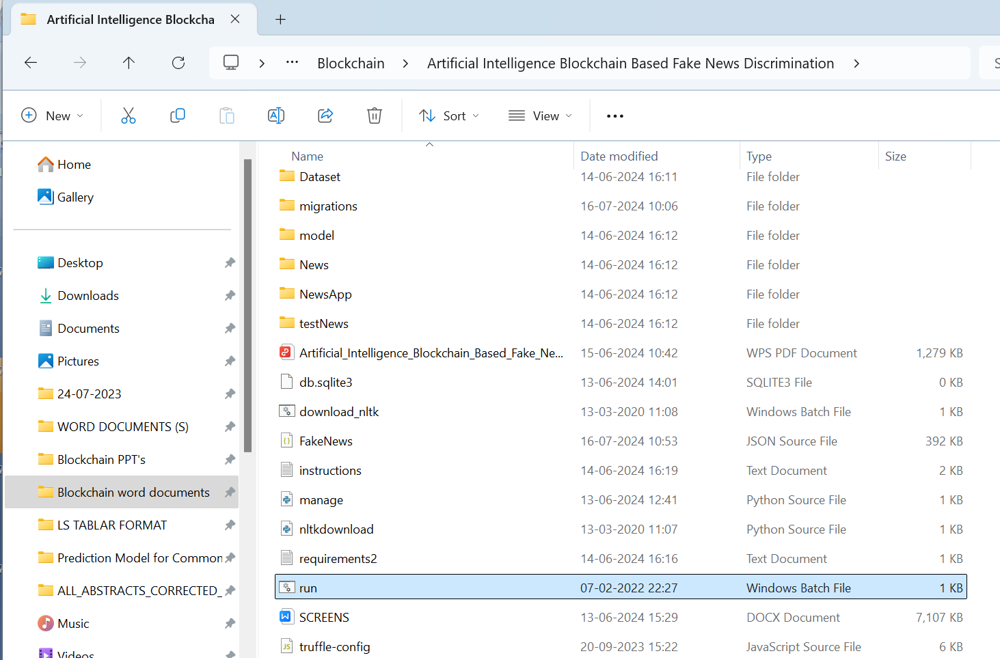 Artificial Intelligence Blockcha
Blockchain > Artificial Intelligence Blockchain Based Fake News Discrimination >
New Sort View
Home
Gallery
Desktop
Downloads
Documents
Pictures
24-07-2023
WORD DOCUMENTS (S)
Blockchain PPT's
Blockchain word documents
LS TABLAR FORMAT
Prediction Model for Common
ALL_ABSTRACTS_CORRECTED_
Music
Videos
Name Date modified Type Size
Dataset 14-06-2024 16:11 File folder
migrations 16-07-2024 10:06 File folder
model 14-06-2024 16:12 File folder
News 14-06-2024 16:12 File folder
NewsApp 14-06-2024 16:12 File folder
testNews 14-06-2024 16:12 File folder
Artificial_Intelligence_Blockchain_Based_Fake_Ne... 15-06-2024 10:42 WPS PDF Document 1,279 KB
db.sqlite3 13-06-2024 14:01 SQLITE3 File 0 KB
download_nltk 13-03-2020 11:08 Windows Batch File 1 KB
FakeNews 16-07-2024 10:53 JSON Source File 392 KB
instructions 14-06-2024 16:19 Text Document 2 KB
manage 13-06-2024 12:41 Python Source File 1 KB
nltkdownload 13-03-2020 11:07 Python Source File 1 KB
requirements2 14-06-2024 16:16 Text Document 1 KB
run 07-02-2022 22:27 Windows Batch File 1 KB
SCREENS 13-06-2024 15:29 DOCX Document 7,107 KB
truffle-config 20-09-2023 15:22 JavaScript Source File 6 KB